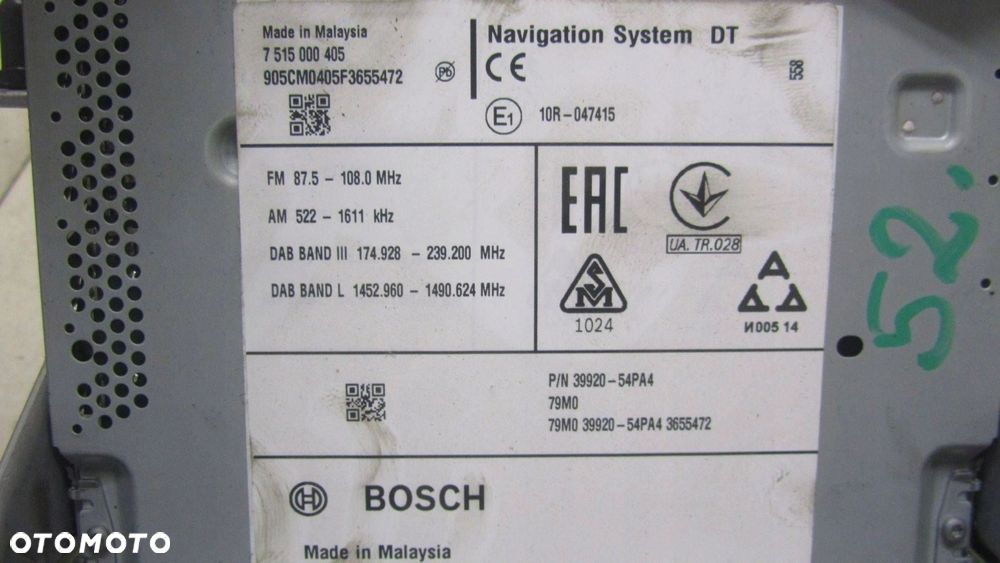 Made in Malaysia
7 515 000 405
905CM0405F3655472
Pb
Navigation System DT
CE
558
E1
10R-047415
FM 87.5 - 108.0 MHz
AM 522 - 1611 kHz
DAB BAND III 174.928 - 239.200 MHz
DAB BAND L 1452.960 - 1490.624 MHz
EAC
UA. TR.028
SM
1024
AAA
И005 14
52.
P/N 39920-54PA4
79M0
79M0 39920-54PA4 3655472
BOSCH
Made in Malaysia
OTOMOTO